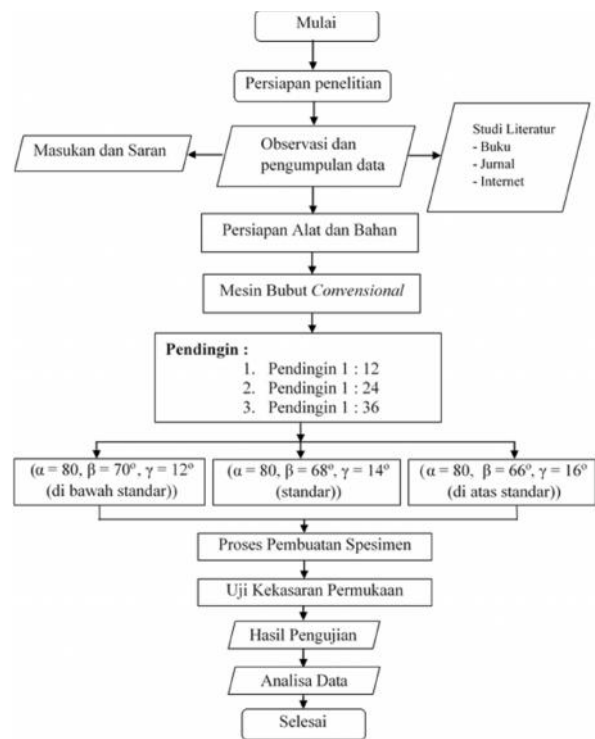 Mulai
Persiapan penelitian
Masukan dan Saran
Observasi dan
pengumpulan data
Studi Literatur
- Buku
- Jurnal
- Internet
Persiapan Alat dan Bahan
Mesin Bubut Convensional
Pendingin :
1. Pendingin 1 : 12
2. Pendingin 1 : 24
3. Pendingin 1 : 36
(α = 80, β = 70º, γ = 12º
(di bawah standar))
(α = 80, β = 68º, γ = 14º
(standar))
(α = 80, β = 66º, γ = 16º
(di atas standar))
Proses Pembuatan Spesimen
Uji Kekasaran Permukaan
Hasil Pengujian
Analisa Data
Selesai